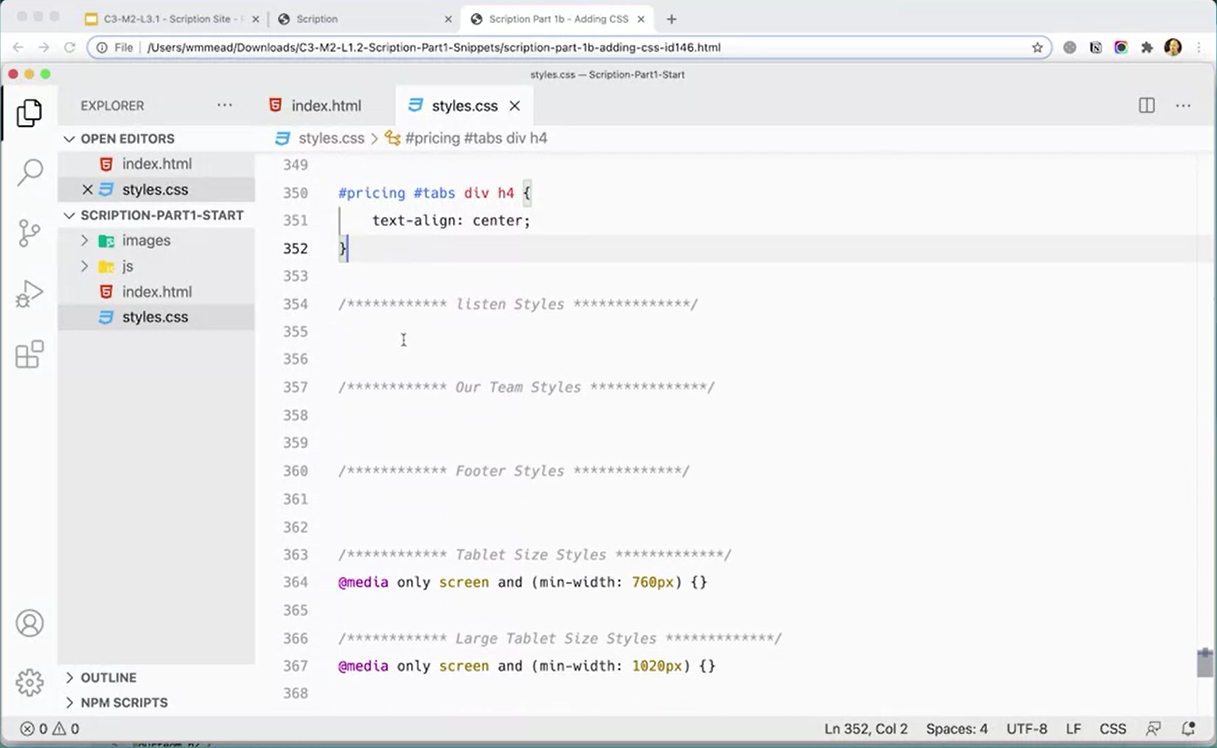 C3-M2-L3.1 - Scription Site -
Scription
Scription Part 1b - Adding CSS
File
/Users/wmmead/Downloads/C3-M2-L1.2-Scription-Part1-Snippets/scription-part-1b-adding-css-id146.html
styles.css — Scription-Part1-Start
EXPLORER
index.html
styles.css
OPEN EDITORS
styles.css > #pricing #tabs div h4
index.html
styles.css
SCRIPTION-PART1-START
images
js
index.html
styles.css
349
350 #pricing #tabs div h4 {
351 text-align: center;
352 }
353
354 /************ listen Styles **************/
355
356
357 /************ Our Team Styles **************/
358
359
360 /************ Footer Styles *************/
361
362
363 /************ Tablet Size Styles *************/
364 @media only screen and (min-width: 760px) {}
365
366 /************ Large Tablet Size Styles *************/
367 @media only screen and (min-width: 1020px) {}
368
OUTLINE
NPM SCRIPTS
0 0
Ln 352, Col 2
Spaces: 4
UTF-8
LF
CSS